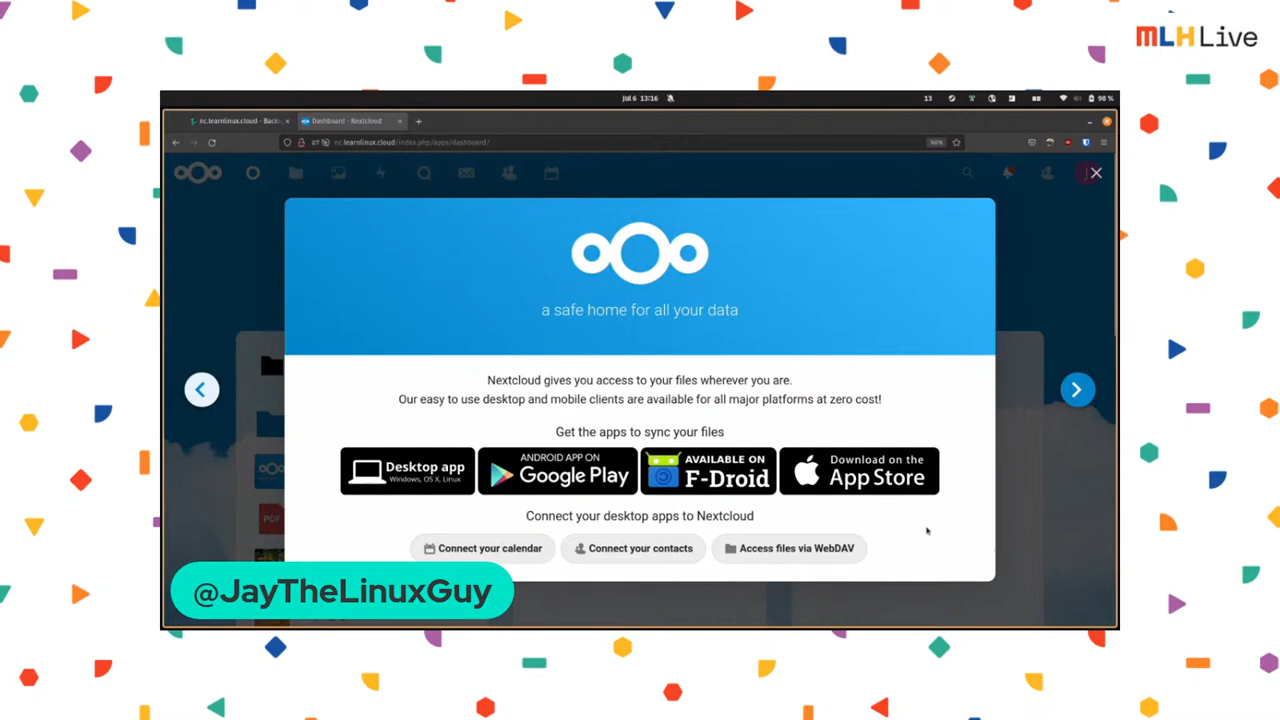 MLH Live
Jul 6 13:16
13
98 %
nc.learnlinux.cloud - Backu
Dashboard - Nextcloud
nc.learnlinux.cloud/index.php/apps/dashboard/
a safe home for all your data
Nextcloud gives you access to your files wherever you are.
Our easy to use desktop and mobile clients are available for all major platforms at zero cost!
Get the apps to sync your files
Desktop app
Windows, OS X, Linux
ANDROID APP ON
Google Play
AVAILABLE ON
F-Droid
Download on the
App Store
Connect your desktop apps to Nextcloud
Connect your calendar
Connect your contacts
Access files via WebDAV
PDF
@JayTheLinuxGuy